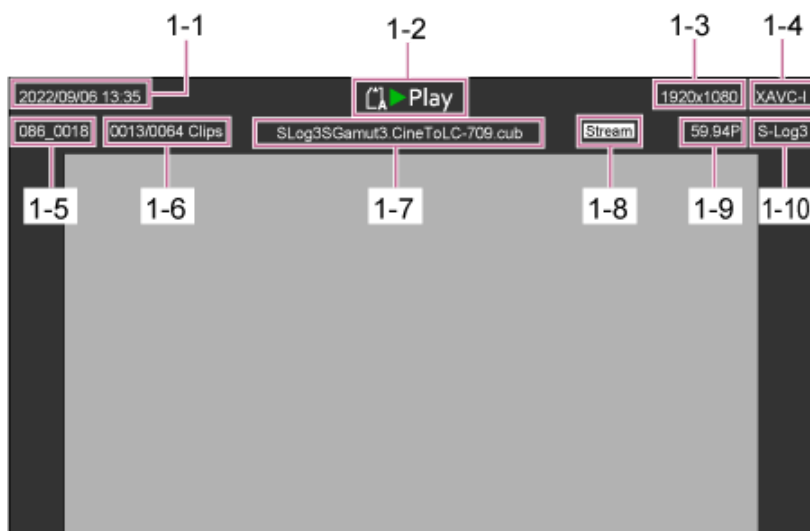 1-1 1-2 1-3 1-4
2022/09/06 13:35 A Play 1920x1080 XAVC-I
086_0018 0013/0064 Clips SLog3SGamut3.CineToLC-709.cub Stream 59.94P S-Log3
1-5 1-6 1-7 1-8 1-9 1-10